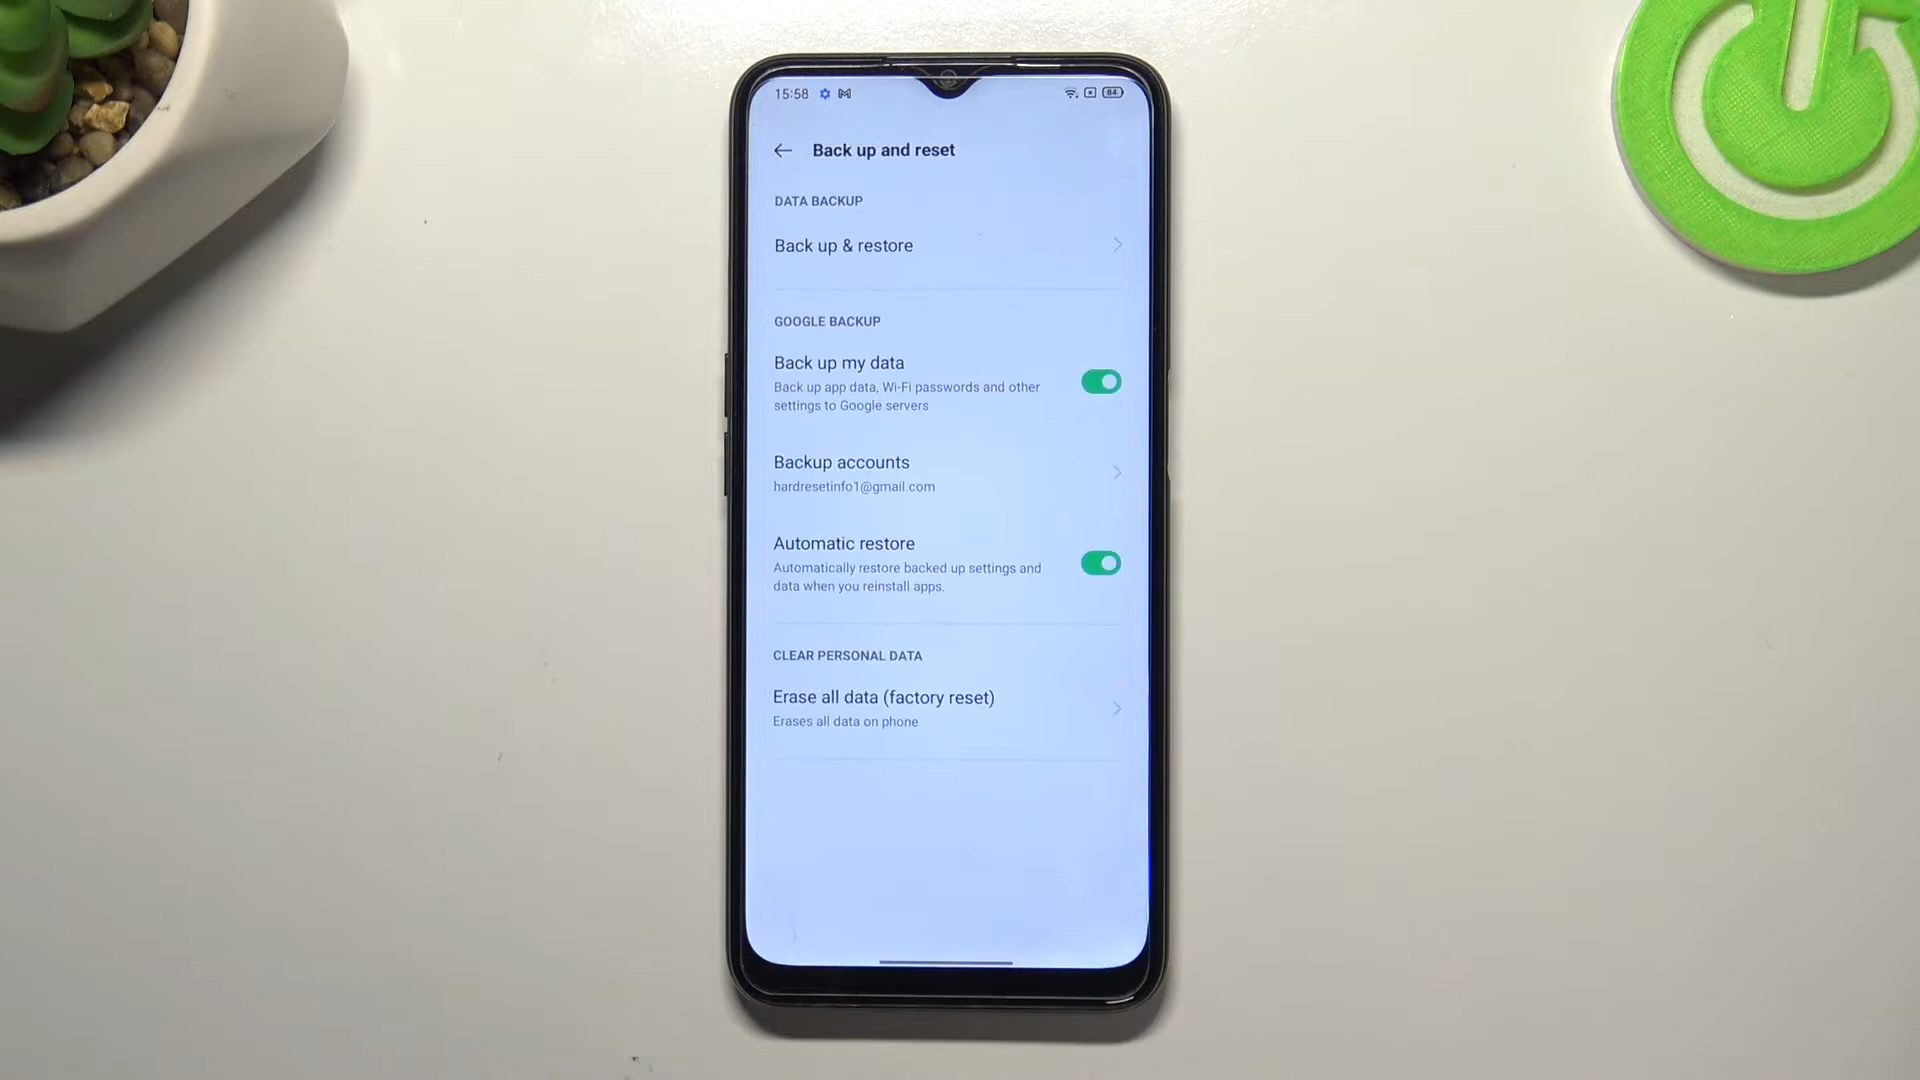 15:58
84
Back up and reset
DATA BACKUP
Back up & restore
GOOGLE BACKUP
Back up my data
Back up app data, Wi-Fi passwords and other
settings to Google servers
Backup accounts
hardresetinfo1@gmail.com
Automatic restore
Automatically restore backed up settings and
data when you reinstall apps.
CLEAR PERSONAL DATA
Erase all data (factory reset)
Erases all data on phone